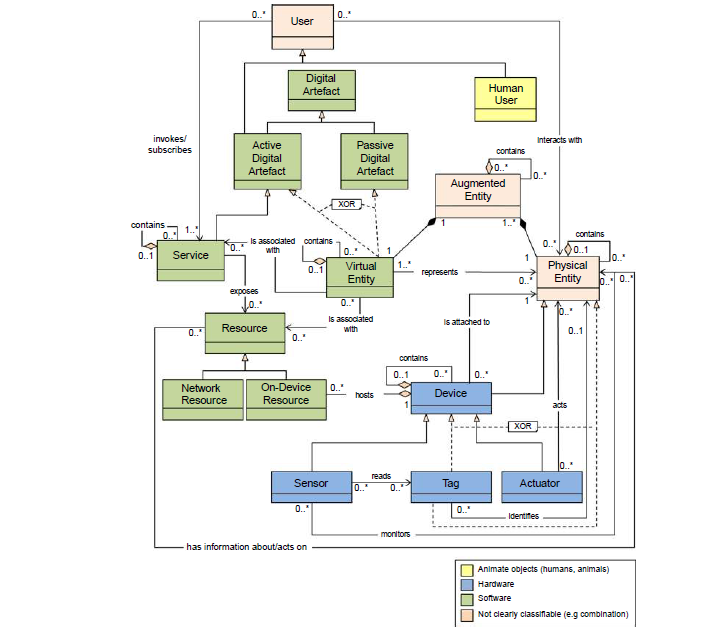 0..*
User
0..*
Digital
Artefact
Human
User
invokes/
subscribes
Active
Digital
Artefact
Passive
Digital
Artefact
interacts with
contains
0..*
0..*
Augmented
Entity
XOR
1
1..*
contains
0..*
1..*
0..1
Service
0..*
is associated
with
contains
0..*
0..1
1
Virtual
Entity
1..*
represents
0..*
contains
0..1
0..*
1
Physical
Entity
0..*
0..*
0..*
exposes
0..*
0..*
is associated
with
0..*
Resource
0..*
is attached to
1
0..*
0..1
contains
0..1
0..*
0..*
Network
Resource
On-Device
Resource
0..*
hosts
1
Device
acts
XOR
Sensor
reads
0..*
0..*
Tag
Actuator
0..*
0..*
0..*
identifies
monitors
has information about/acts on
Animate objects (humans, animals)
Hardware
Software
Not clearly classifiable (e.g combination)